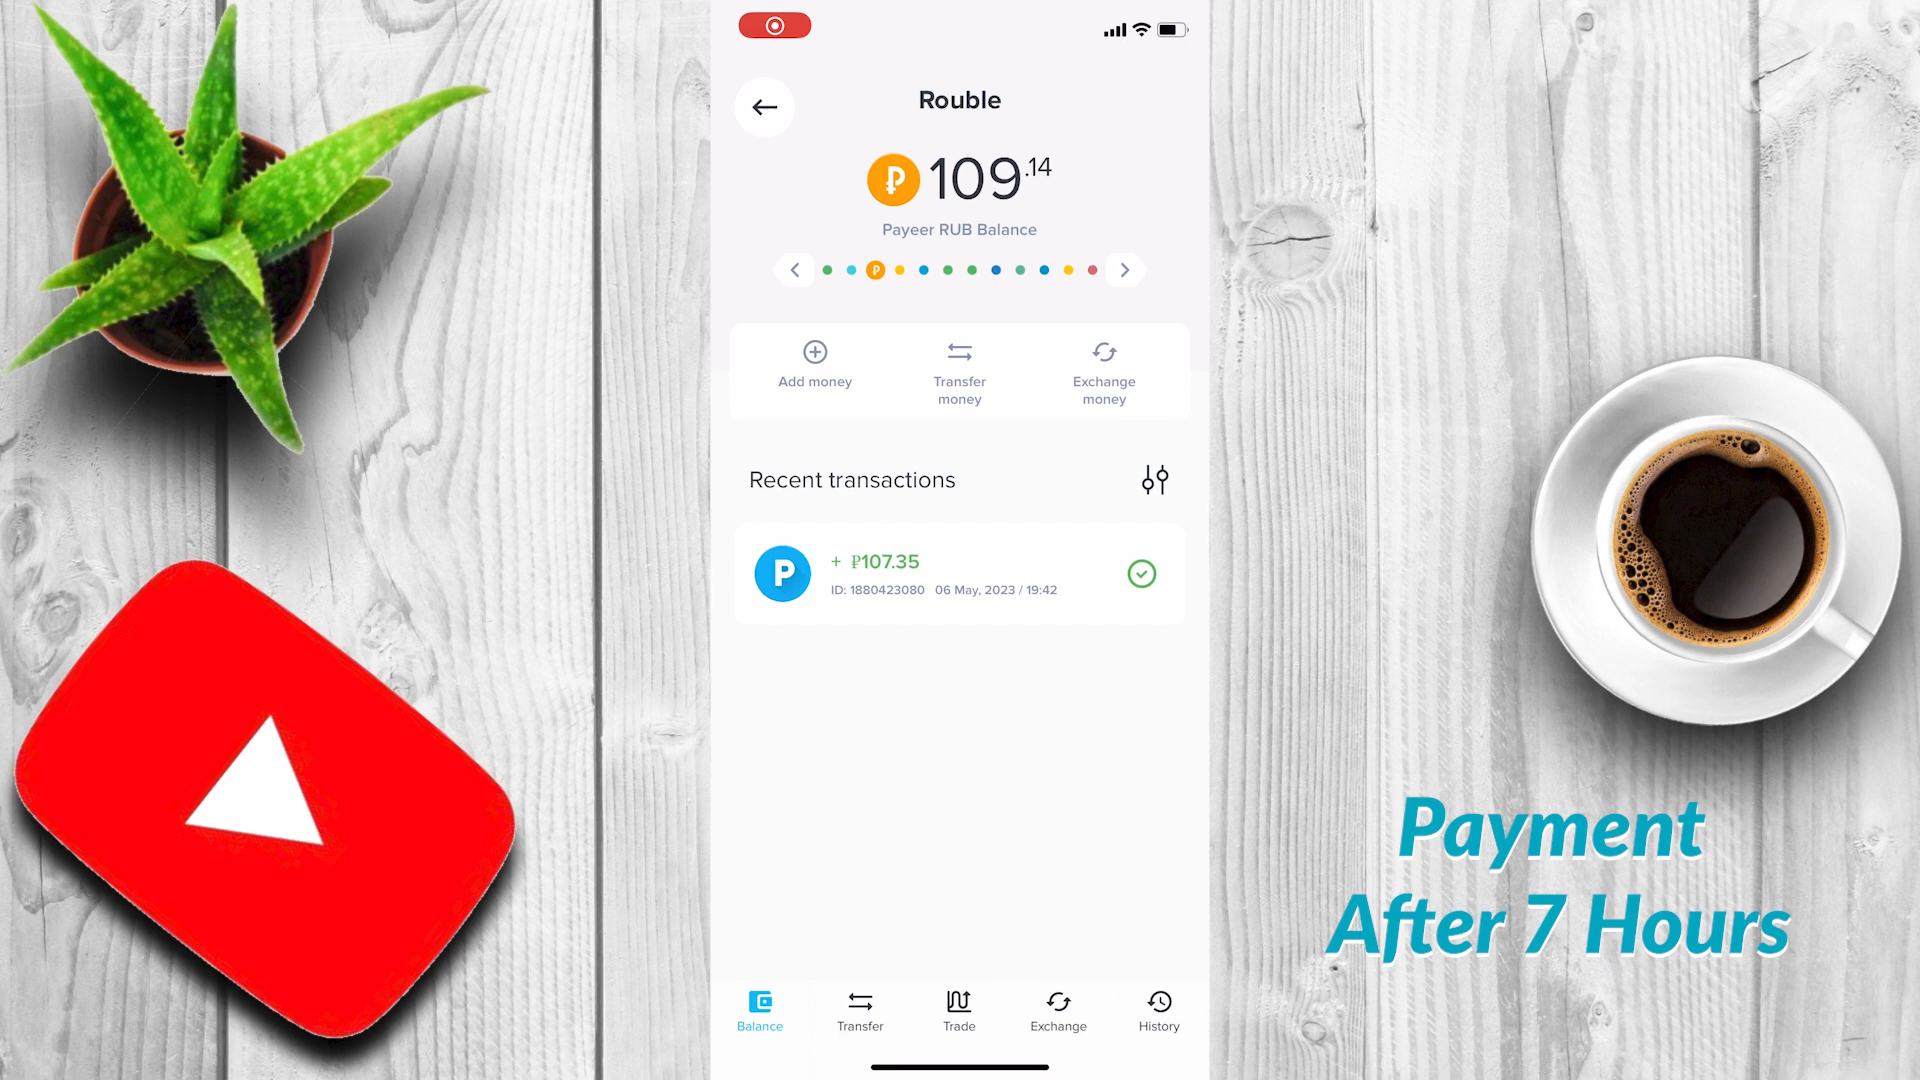 Rouble
₽ 109.14
Payeer RUB Balance
₽
Add money
Transfer
money
Exchange
money
Recent transactions
P
+ ₽107.35
ID: 1880423080 06 May, 2023 / 19:42
Payment
After 7 Hours
Balance
Transfer
Trade
Exchange
History